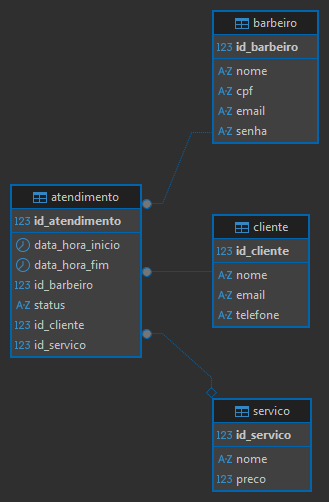 barbeiro
123 id_barbeiro
A-Z nome
A-Z cpf
A-Z email
A-Z senha
atendimento
123 id_atendimento
data_hora_inicio
data_hora_fim
123 id_barbeiro
A-Z status
123 id_cliente
123 id_servico
cliente
123 id_cliente
A-Z nome
A-Z email
A-Z telefone
servico
123 id_servico
A-Z nome
123 preco